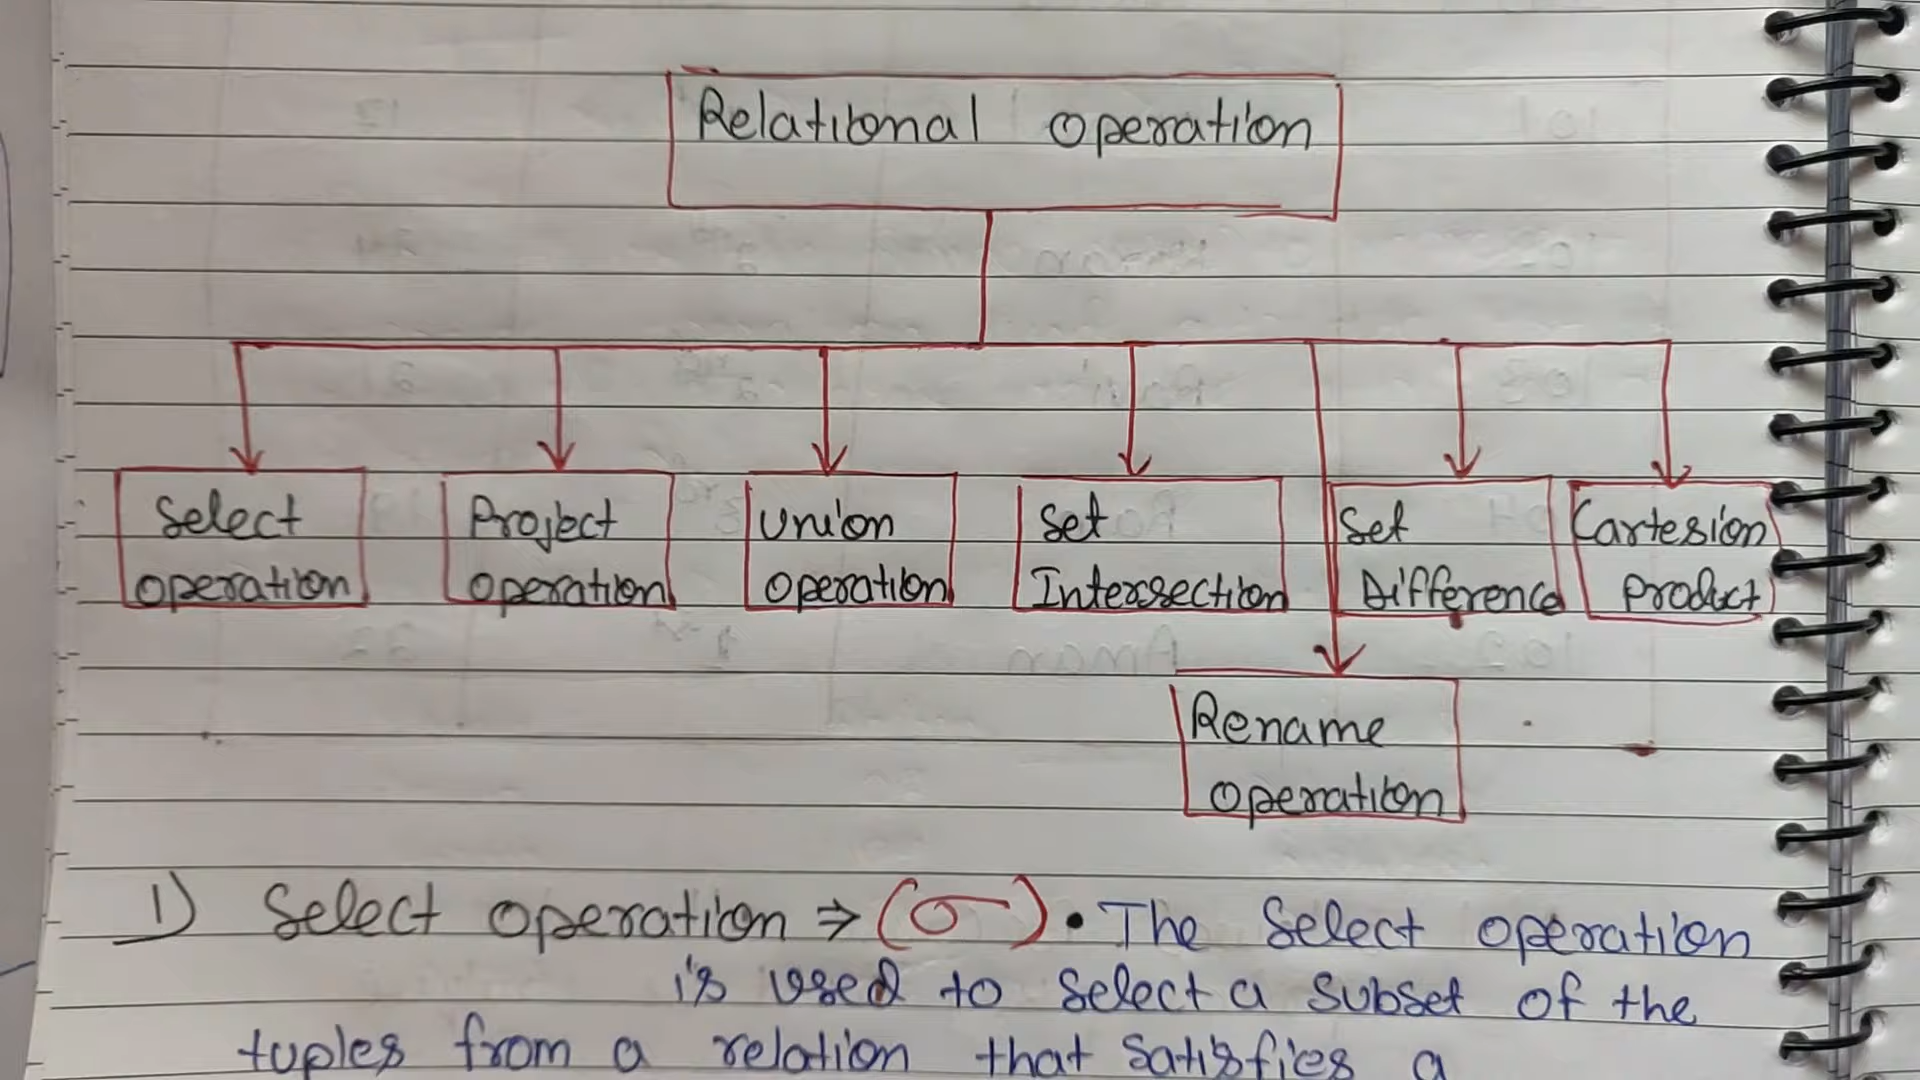 Relational Operation
Select
operation
Project
operation
Union
operation
Set
Intersection
Set
Difference
Cartesion
product
Rename
operation
1) Select operation ⇒ (σ) • The Select operation
is used to select a subset of the
tuples from a relation that satisfies a